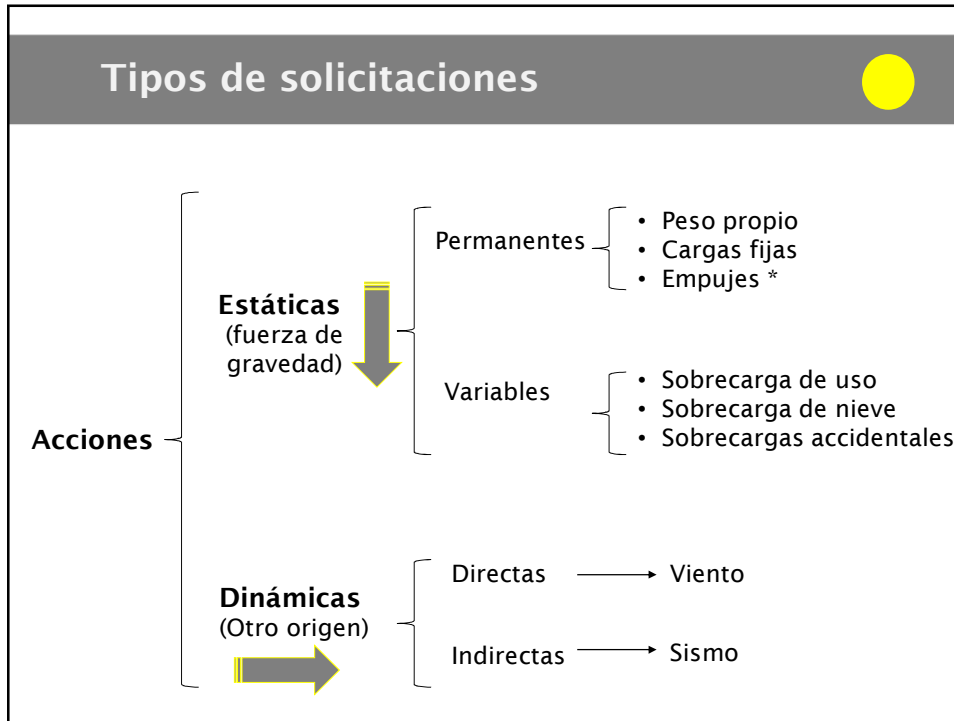 Tipos de solicitaciones
Acciones
Estáticas
(fuerza de
gravedad)
Permanentes
• Peso propio
• Cargas fijas
• Empujes *
Variables
• Sobrecarga de uso
• Sobrecarga de nieve
• Sobrecargas accidentales
Dinámicas
(Otro origen)
Directas
Viento
Indirectas
Sismo